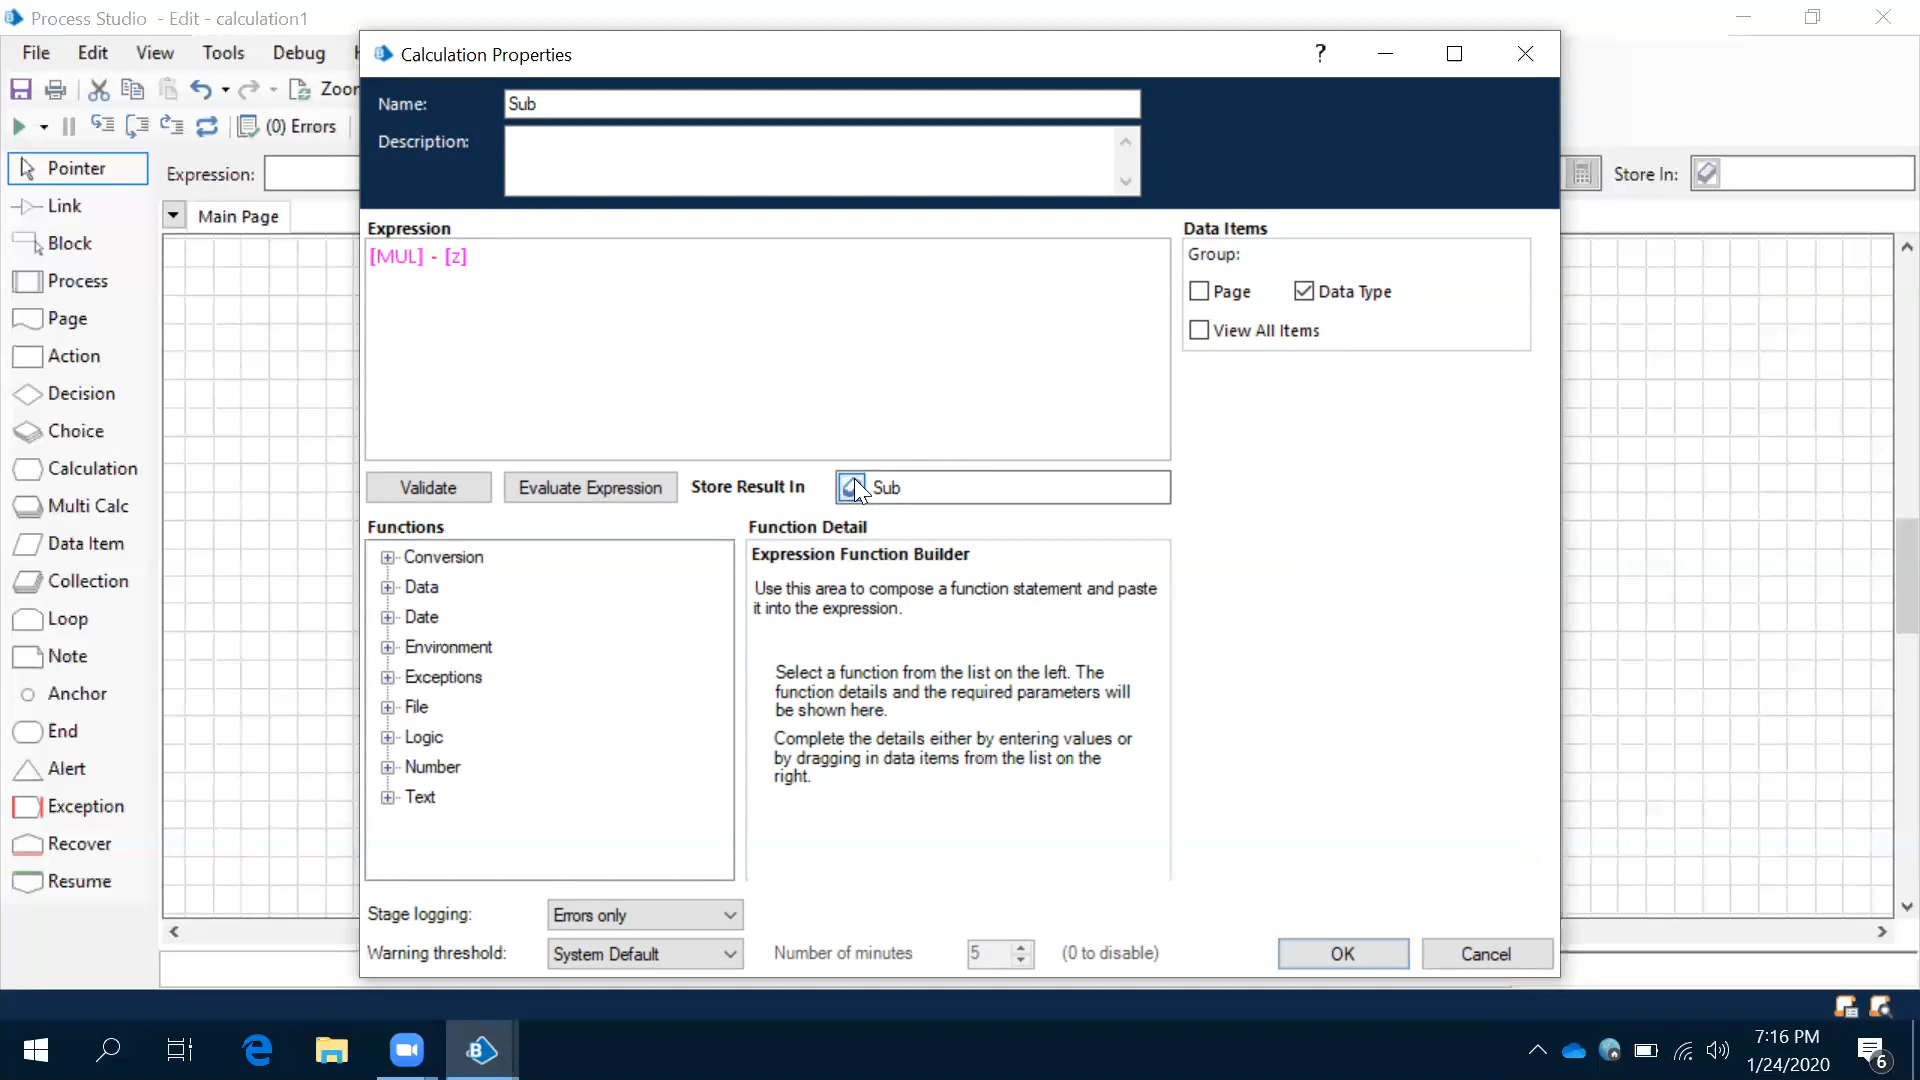 Process Studio - Edit - calculation1
File Edit View Tools Debug
Zoo
(0) Errors
Pointer
Link
Block
Process
Page
Action
Decision
Choice
Calculation
Multi Calc
Data Item
Collection
Loop
Note
Anchor
End
Alert
Exception
Recover
Resume
Expression:
Store In:
Main Page
Calculation Properties
?
Name: Sub
Description:
Expression
[MUL] - [z]
Data Items
Group:
Page Data Type
View All Items
Validate Evaluate Expression Store Result In Sub
Functions
Conversion
Data
Date
Environment
Exceptions
File
Logic
Number
Text
Function Detail
Expression Function Builder
Use this area to compose a function statement and paste
it into the expression.
Select a function from the list on the left. The
function details and the required parameters will
be shown here.
Complete the details either by entering values or
by dragging in data items from the list on the
right.
Stage logging: Errors only
Warning threshold: System Default Number of minutes 5 (0 to disable)
OK Cancel
7:16 PM
1/24/2020
6